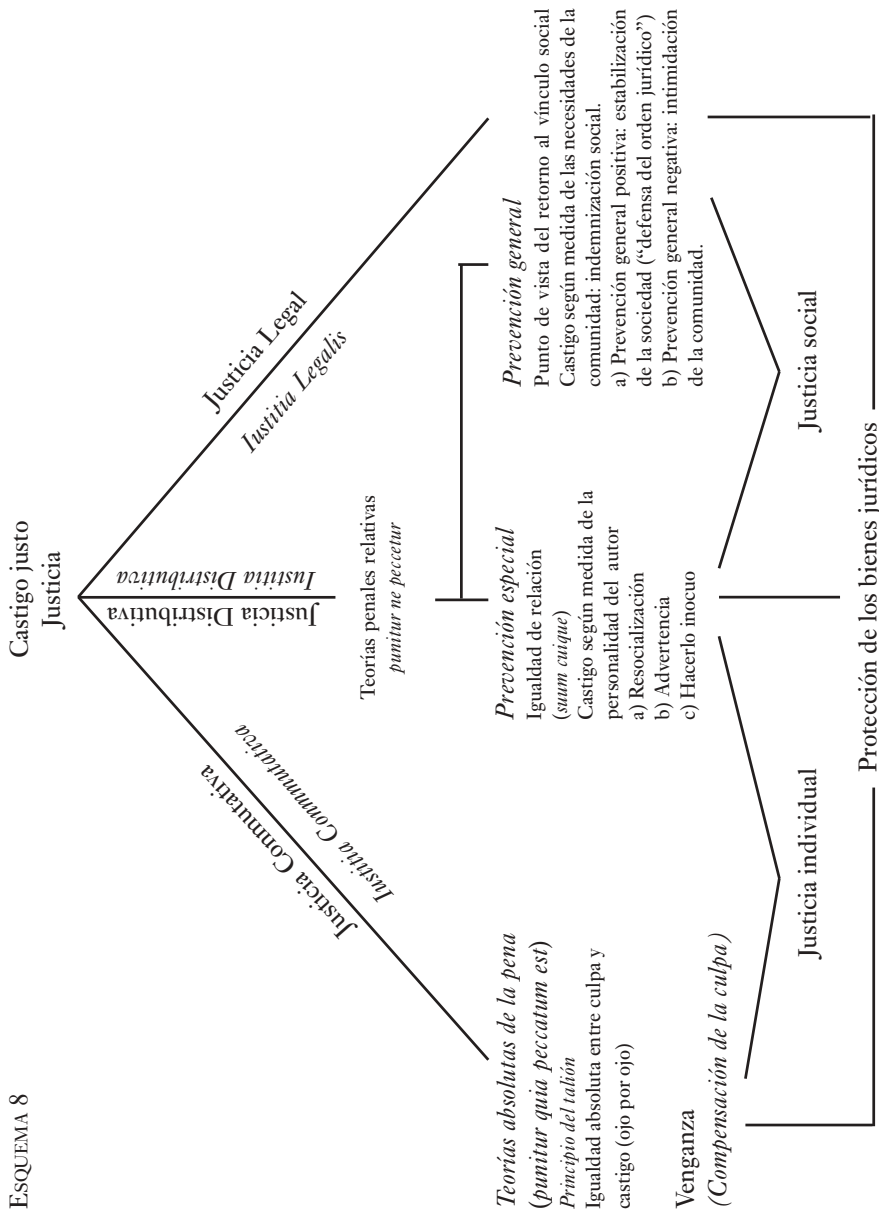 ESQUEMA 8
Castigo justo
Justicia
Justicia Conmutativa
Iustitia Conmmutativa
Justicia Distributiva
Iustitia Distributiva
Justicia Legal
Iustitia Legalis
Teorías penales relativas
punitur ne peccetur
Teorías absolutas de la pena
(punitur quia peccatum est)
Principio del talión
Igualdad absoluta entre culpa y
castigo (ojo por ojo)
Venganza
(Compensación de la culpa)
Prevención especial
Igualdad de relación
(suum cuique)
Castigo según medida de la
personalidad del autor
a) Resocialización
b) Advertencia
c) Hacerlo inocuo
Prevención general
Punto de vista del retorno al vínculo social
Castigo según medida de las necesidades de la
comunidad: indemnización social.
a) Prevención general positiva: estabilización
de la sociedad (“defensa del orden jurídico”)
b) Prevención general negativa: intimidación
de la comunidad.
Justicia individual
Justicia social
Protección de los bienes jurídicos